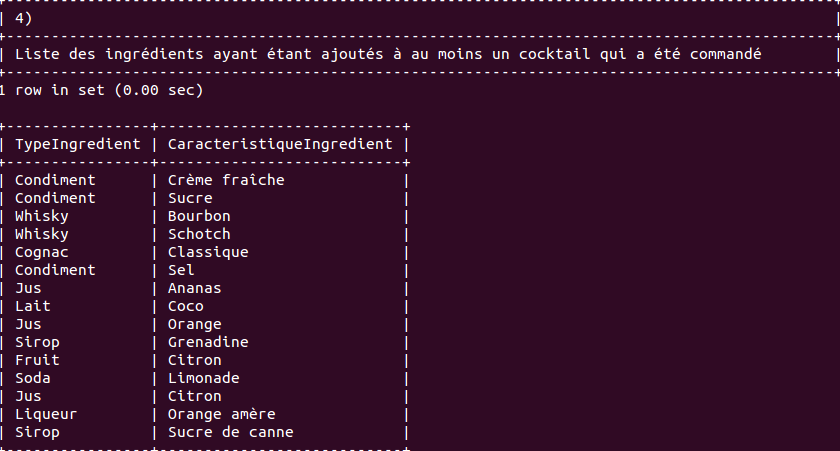 | 4) |
| Liste des ingrédients ayant étant ajoutés à au moins un cocktail qui a été commandé |
1 row in set (0.00 sec)
| TypeIngredient | CaracteristiqueIngredient |
| Condiment | Crème fraîche |
| Condiment | Sucre |
| Whisky | Bourbon |
| Whisky | Schotch |
| Cognac | Classique |
| Condiment | Sel |
| Jus | Ananas |
| Lait | Coco |
| Jus | Orange |
| Sirop | Grenadine |
| Fruit | Citron |
| Soda | Limonade |
| Jus | Citron |
| Liqueur | Orange amère |
| Sirop | Sucre de canne |